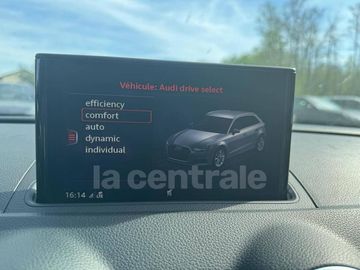 Véhicule: Audi drive select
efficiency
comfort
auto
dynamic
individual
la centrale
16:14